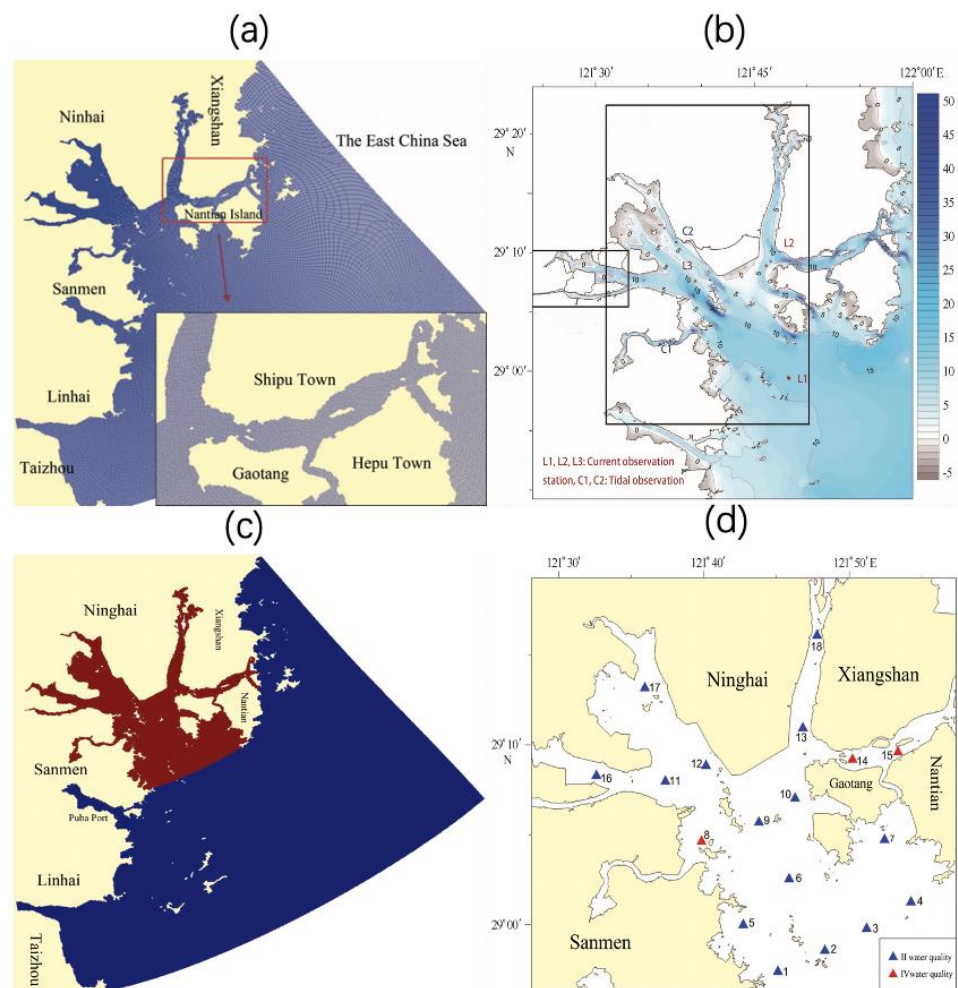 (a)
Ninhai
Xiangshan
The East China Sea
Nantian Island
Sanmen
Linhai
Taizhou
Shipu Town
Gaotang
Hepu Town
(b)
121°30′
121°45′
122°00′ E
29°20′
N
29°10′
29°00′
C2
L2
L3
C1
L1
L1, L2, L3: Current observation
station, C1, C2: Tidal observation
50
45
40
35
30
25
20
15
10
5
0
-5
(c)
Ninghai
Xiangshan
Nantian
Sanmen
Puba Port
Linhai
Taizhou
(d)
121°30′
121°40′
121°50′E
29°10′
N
29°00′
Ninghai
Xiangshan
Gaotang
Nantian
Sanmen
18
17
13
15
14
12
16
11
10
9
8
7
6
4
5
3
2
1
II water quality
IV water quality